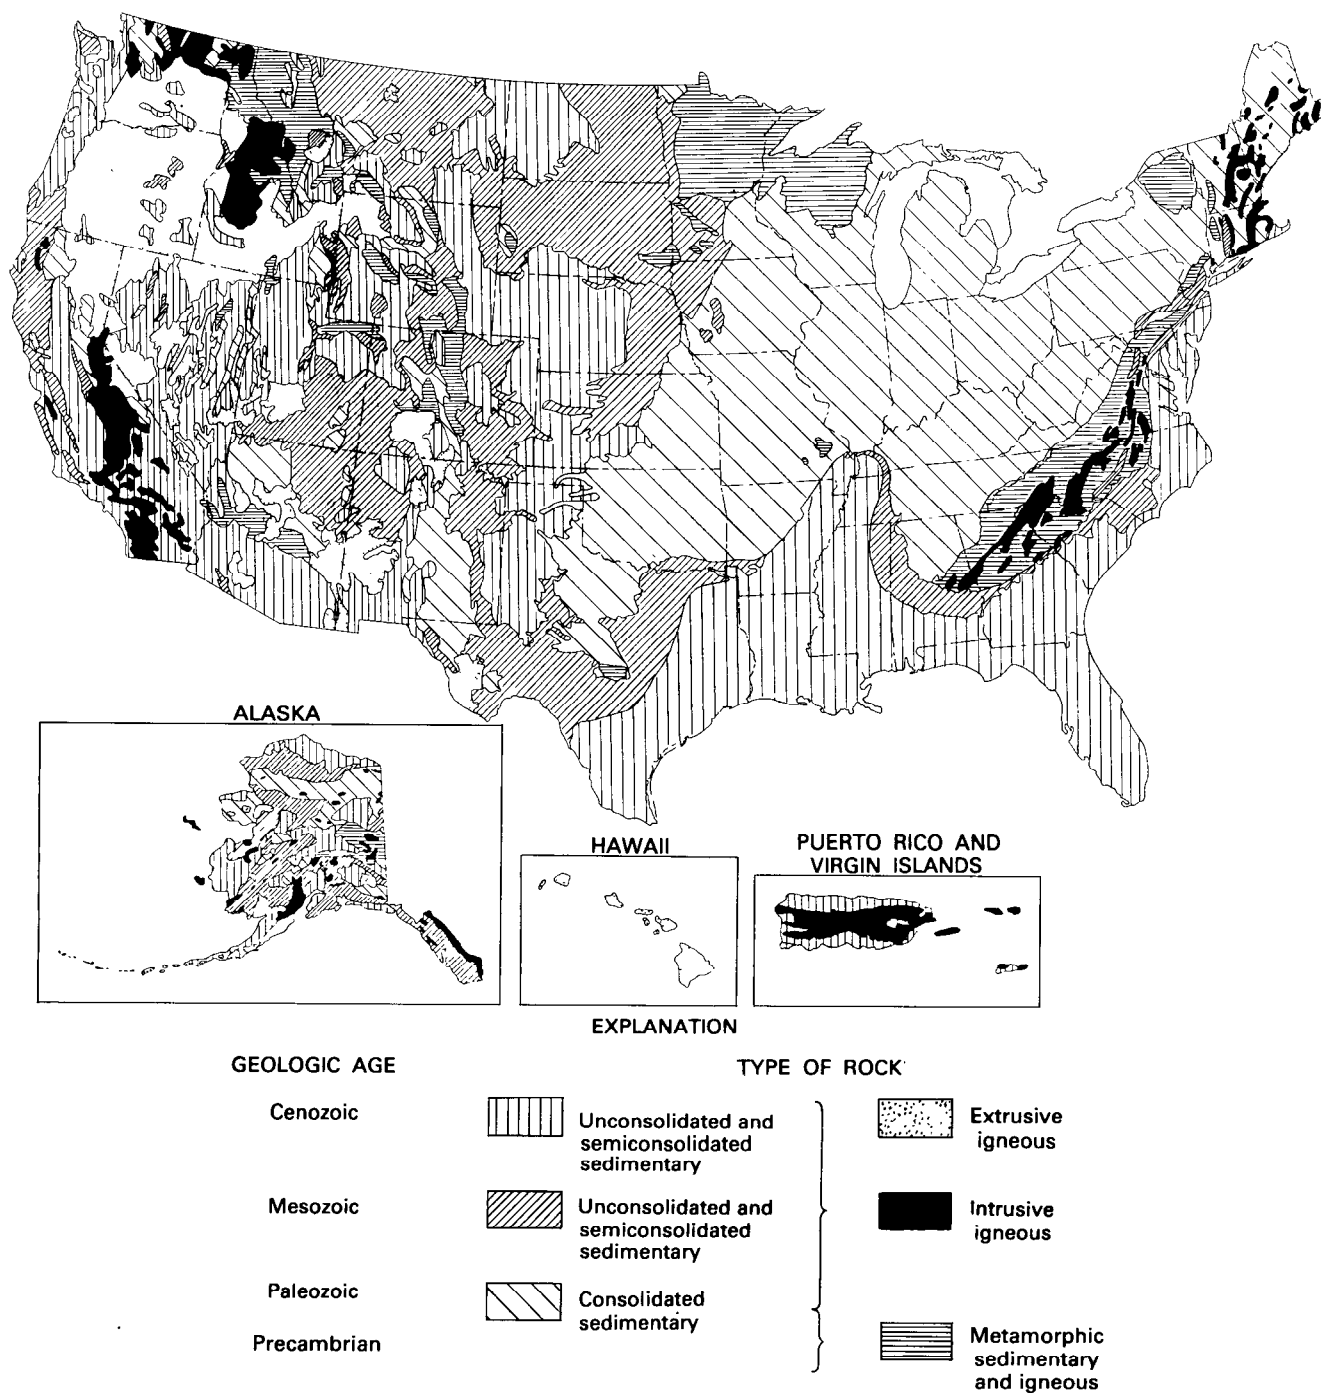 ALASKA
HAWAII
PUERTO RICO AND
VIRGIN ISLANDS
EXPLANATION
GEOLOGIC AGE
TYPE OF ROCK
Cenozoic
Unconsolidated and
semiconsolidated
sedimentary
Extrusive
igneous
Mesozoic
Unconsolidated and
semiconsolidated
sedimentary
Intrusive
igneous
Paleozoic
Consolidated
sedimentary
Precambrian
Metamorphic
sedimentary
and igneous